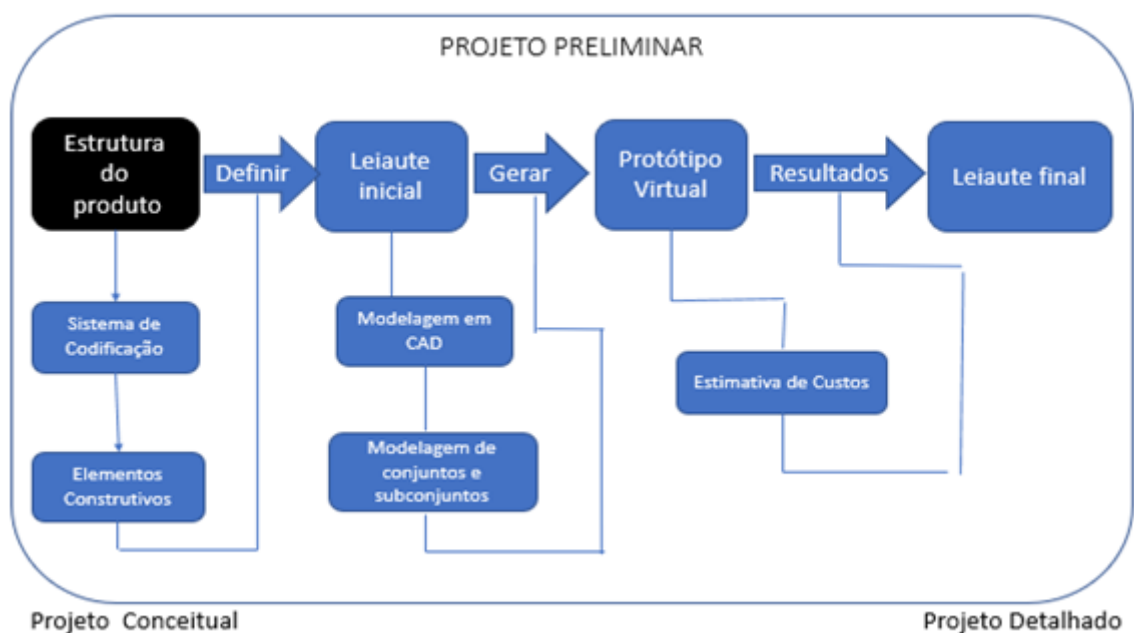 PROJETO PRELIMINAR
Estrutura
do
produto
Definir
Leiaute
inicial
Gerar
Protótipo
Virtual
Resultados
Leiaute final
Sistema de
Codificação
Modelagem em
CAD
Estimativa de Custos
Elementos
Construtivos
Modelagem de
conjuntos e
subconjuntos
Projeto Conceitual
Projeto Detalhado